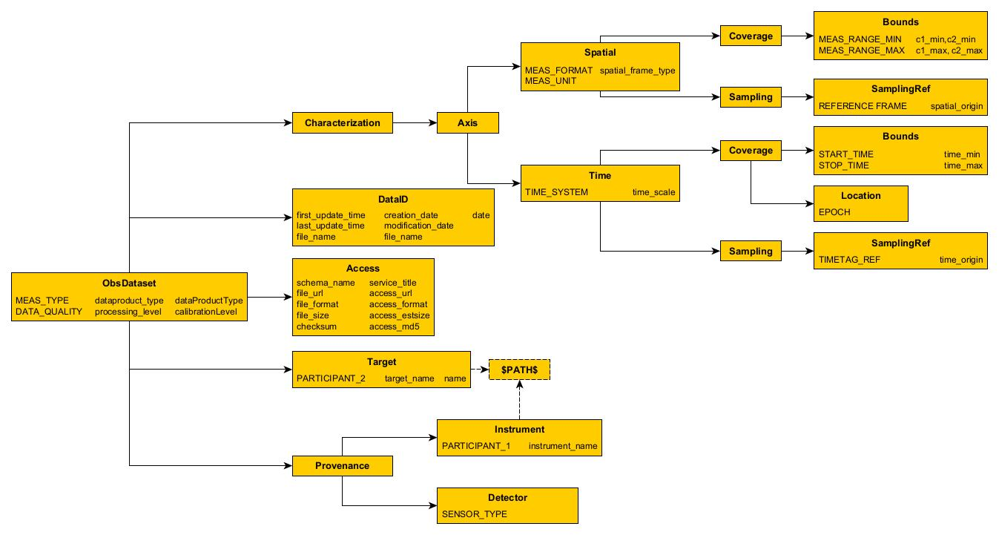 Spatial
MEAS_FORMAT spatial_frame_type
MEAS_UNIT
Coverage
Bounds
MEAS_RANGE_MIN c1_min,c2_min
MEAS_RANGE_MAX c1_max, c2_max
Sampling
SamplingRef
REFERENCE FRAME spatial_origin
Characterization
Axis
Time
TIME_SYSTEM time_scale
Coverage
Bounds
START_TIME time_min
STOP_TIME time_max
Location
EPOCH
Sampling
SamplingRef
TIMETAG_REF time_origin
DataID
first_update_time creation_date date
last_update_time modification_date
file_name file_name
ObsDataset
MEAS_TYPE dataproduct_type dataProductType
DATA_QUALITY processing_level calibrationLevel
Access
schema_name service_title
file_url access_url
file_format access_format
file_size access_estsize
checksum access_md5
Target
PARTICIPANT_2 target_name name
$PATH$
Instrument
PARTICIPANT_1 instrument_name
Provenance
Detector
SENSOR_TYPE